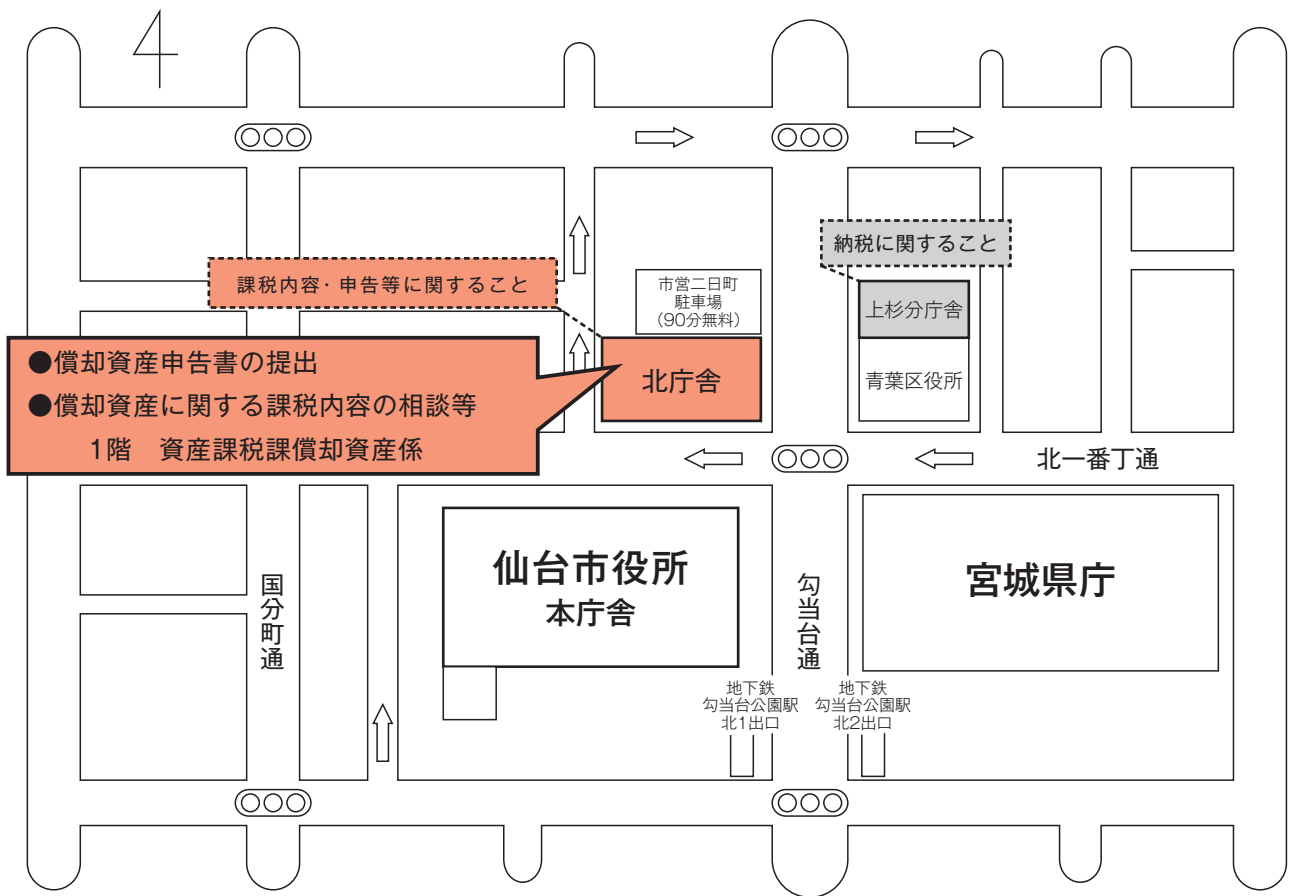 納税に関すること
課税内容・申告等に関すること
市営二日町
駐車場
（90分無料）
上杉分庁舎
●償却資産申告書の提出
●償却資産に関する課税内容の相談等
1階　資産課税課償却資産係
北庁舎
青葉区役所
北一番丁通
仙台市役所
本庁舎
宮城県庁
国分町通
勾当台通
地下鉄
勾当台公園駅
北1出口
地下鉄
勾当台公園駅
北2出口